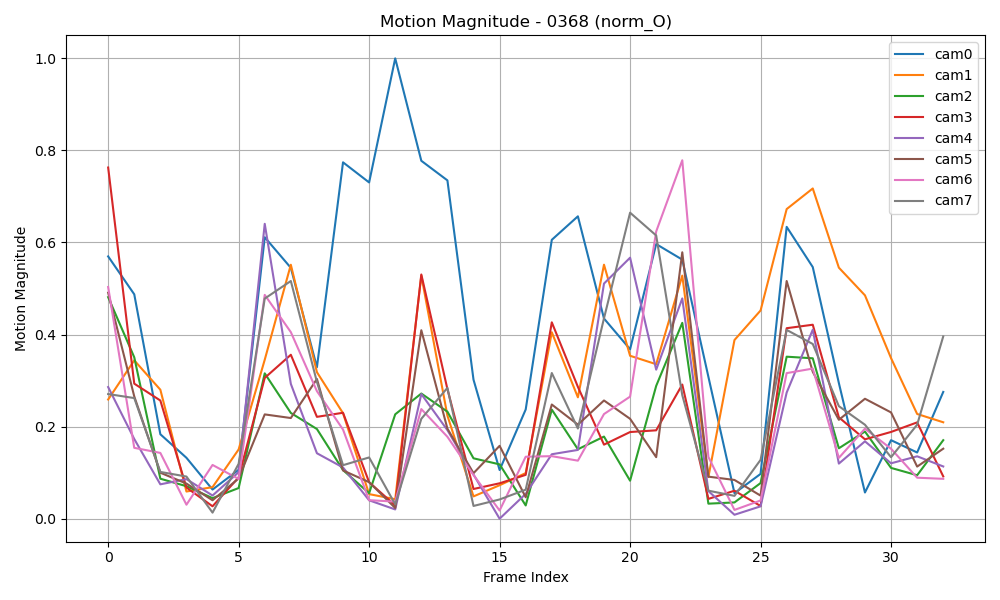 Motion Magnitude - 0368 (norm_O)
Motion Magnitude
1.0
0.8
0.6
0.4
0.2
0.0
0 5 10 15 20 25 30
Frame Index
cam0
cam1
cam2
cam3
cam4
cam5
cam6
cam7